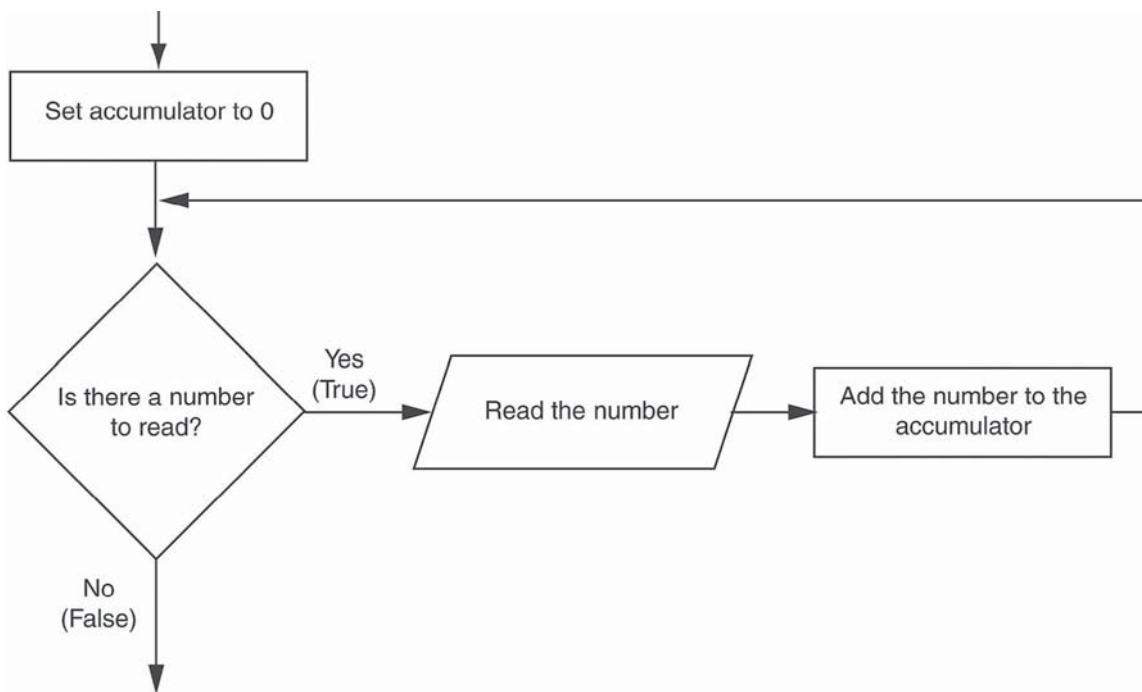 Set accumulator to 0
Is there a number
to read?
Yes
(True)
Read the number
Add the number to the
accumulator
No
(False)